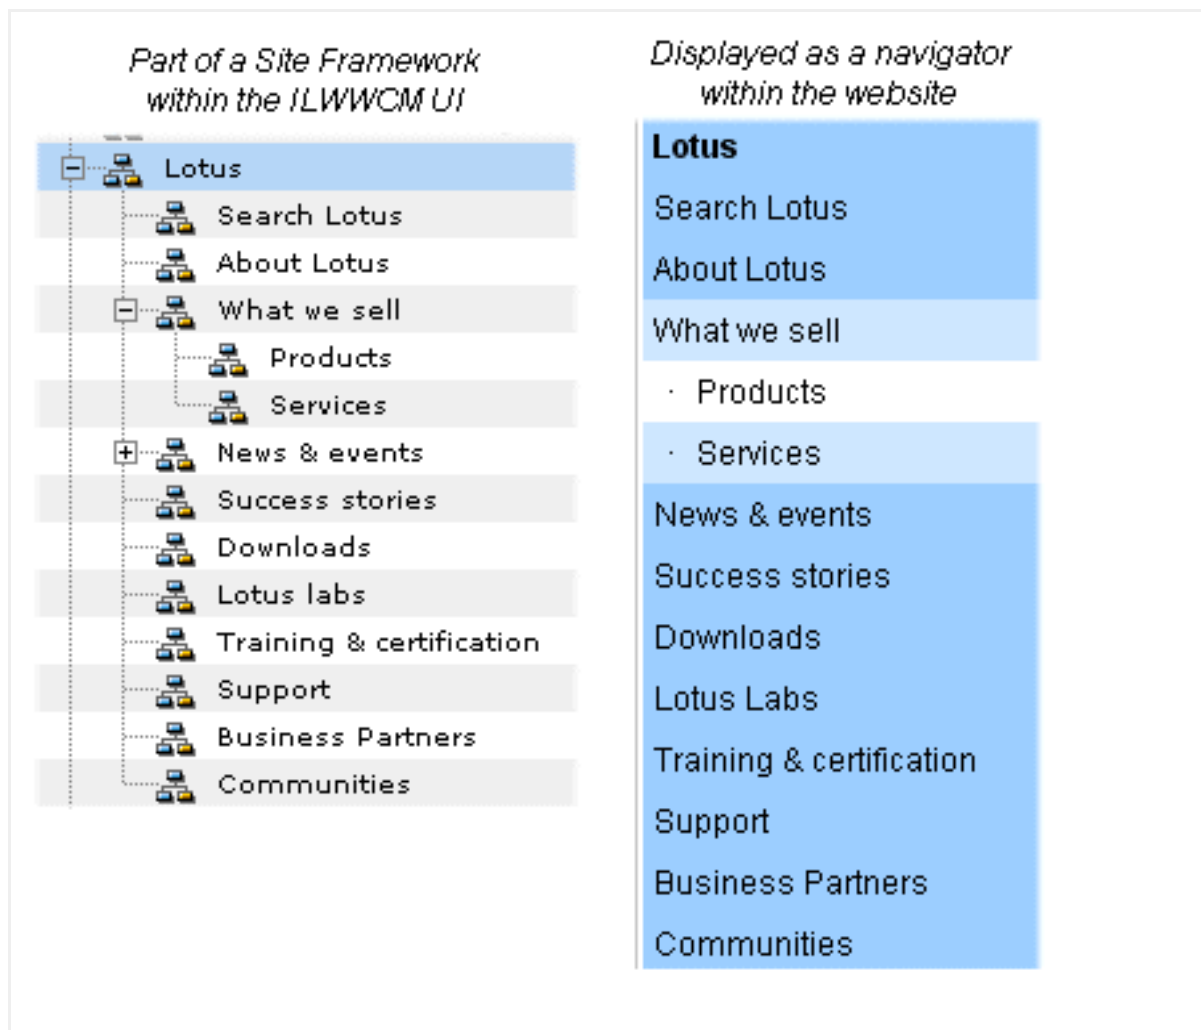 Part of a Site Framework
within the ILWWCM UI
Lotus
Search Lotus
About Lotus
What we sell
Products
Services
News & events
Success stories
Downloads
Lotus labs
Training & certification
Support
Business Partners
Communities
Displayed as a navigator
within the website
Lotus
Search Lotus
About Lotus
What we sell
· Products
· Services
News & events
Success stories
Downloads
Lotus Labs
Training & certification
Support
Business Partners
Communities